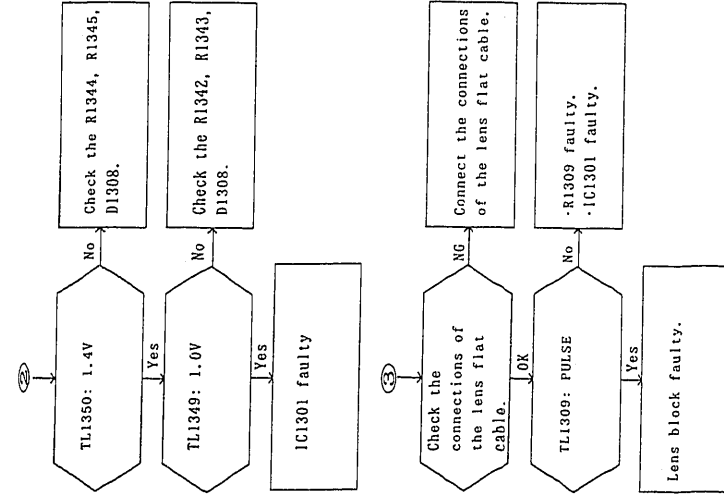 ②
TL1350: 1.4V
No
Check the R1344, R1345,
D1308.
Yes
TL1349: 1.0V
No
Check the R1342, R1343,
D1308.
Yes
IC1301 faulty
③
Check the
connections of
the lens flat
cable.
NG
Connect the connections
of the lens flat cable.
OK
TL1309: PULSE
No
·R1309 faulty.
·IC1301 faulty.
Yes
Lens block faulty.